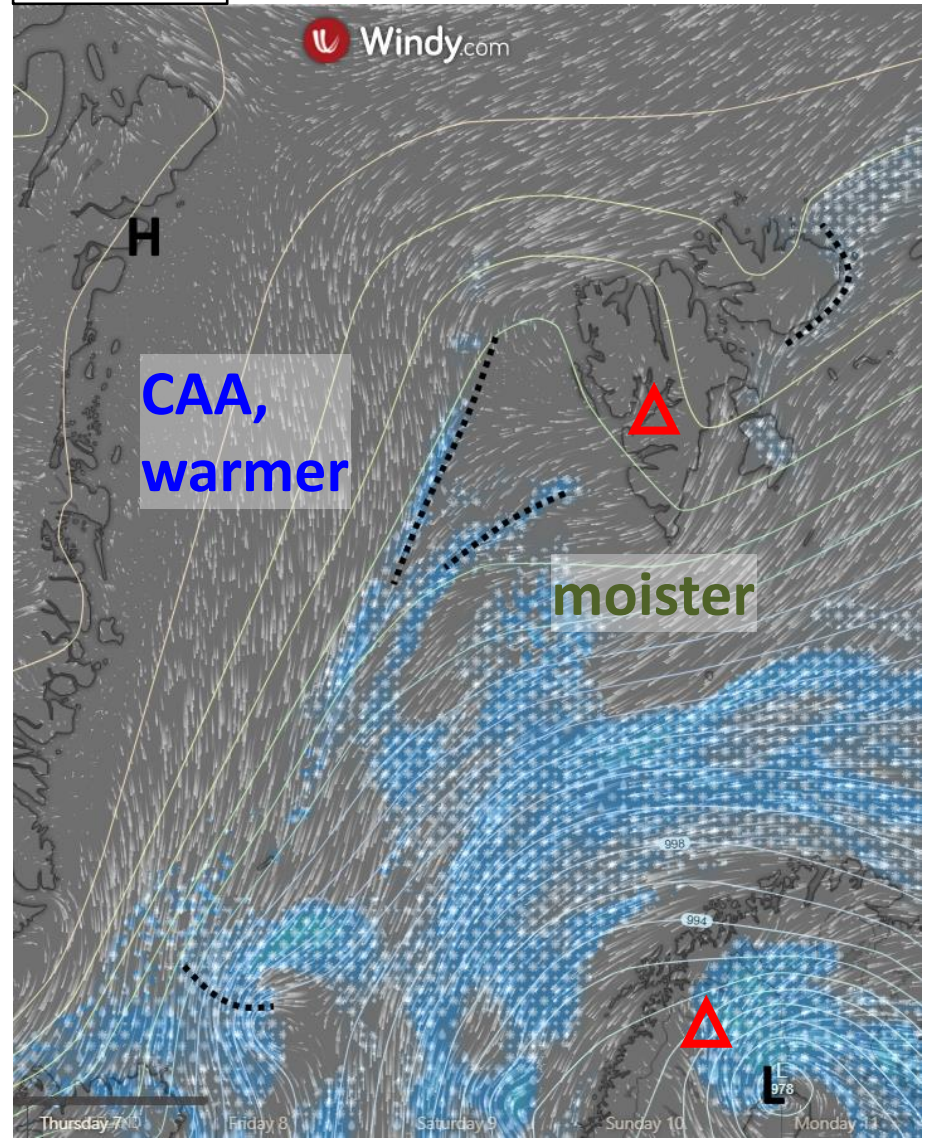 Windy.com
H
CAA,
warmer
moister
998
994
L
978
L
Thursday 7
Friday 8
Saturday 9
Sunday 10
Monday 11